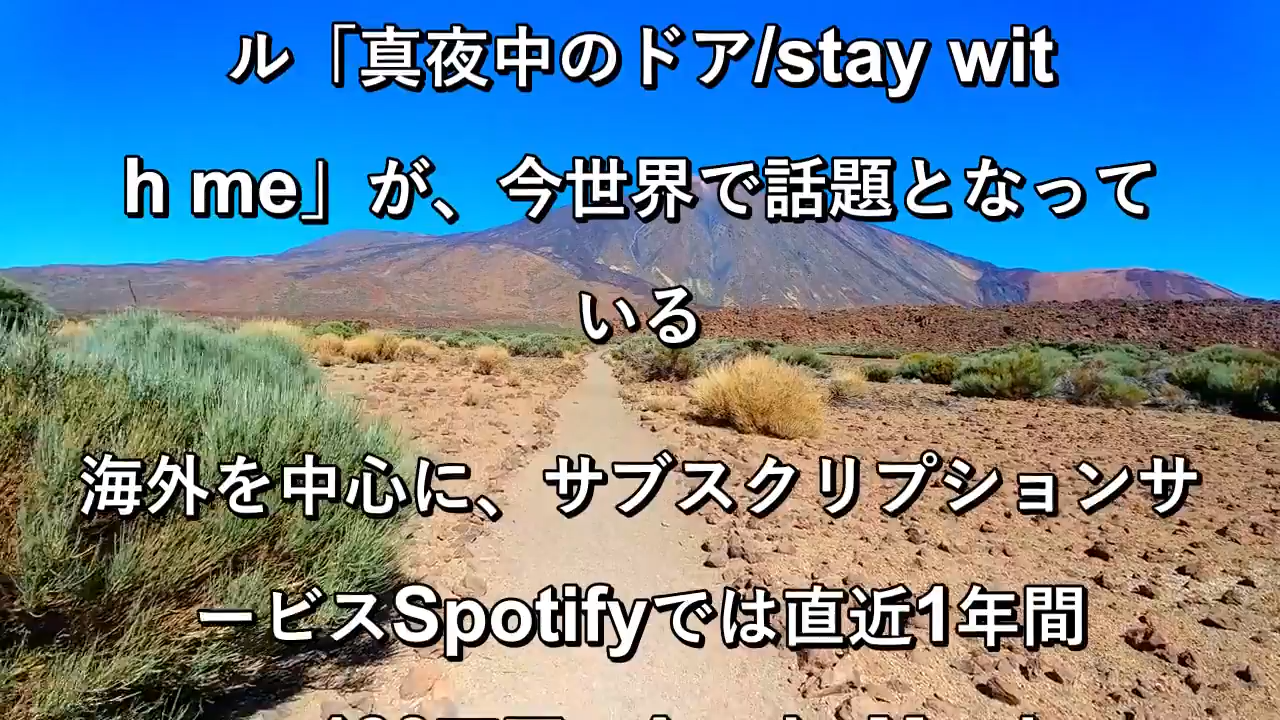 ル「真夜中のドア/stay wit
h me」が、今世界で話題となって
いる
海外を中心に、サブスクリプションサ
ービスSpotifyでは直近1年間